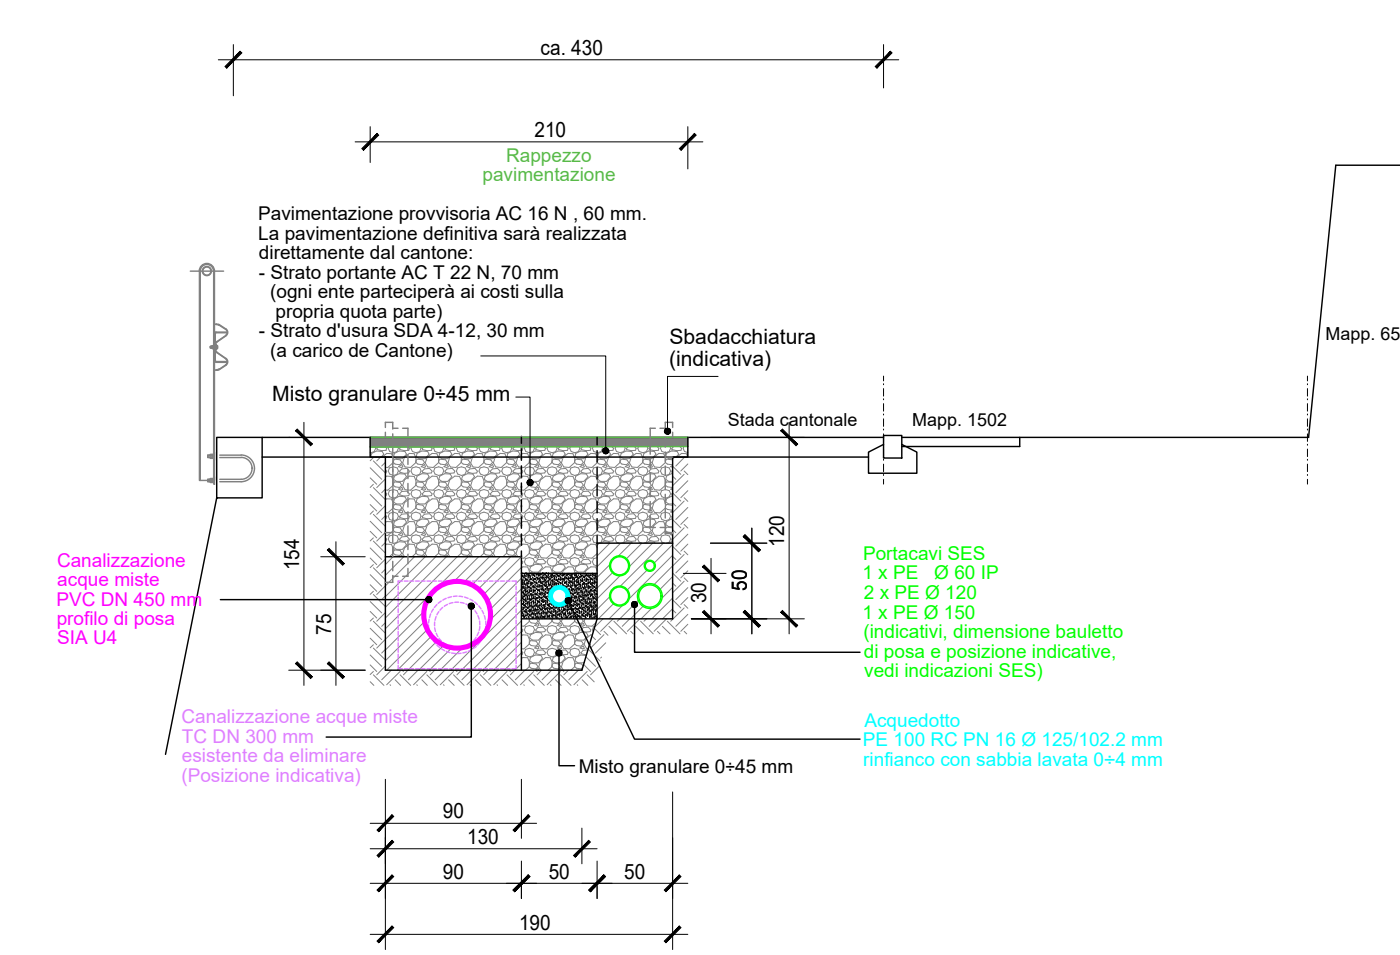 ca. 430
210
Rappezzo
pavimentazione
Pavimentazione provvisoria AC 16 N , 60 mm.
La pavimentazione definitiva sarà realizzata
direttamente dal cantone:
- Strato portante AC T 22 N, 70 mm
(ogni ente parteciperà ai costi sulla
propria quota parte)
- Strato d'usura SDA 4-12, 30 mm
(a carico de Cantone)
Sbadacchiatura
(indicativa)
Misto granulare 0÷45 mm
Stada cantonale
Mapp. 1502
Mapp. 65
154
75
120
30
50
Canalizzazione
acque miste
PVC DN 450 mm
profilo di posa
SIA U4
Portacavi SES
1 x PE Ø 60 IP
2 x PE Ø 120
1 x PE Ø 150
(indicativi, dimensione bauletto
di posa e posizione indicative,
vedi indicazioni SES)
Canalizzazione acque miste
TC DN 300 mm
esistente da eliminare
(Posizione indicativa)
Acquedotto
PE 100 RC PN 16 Ø 125/102.2 mm
rinfianco con sabbia lavata 0÷4 mm
Misto granulare 0÷45 mm
90
130
90
50
50
190